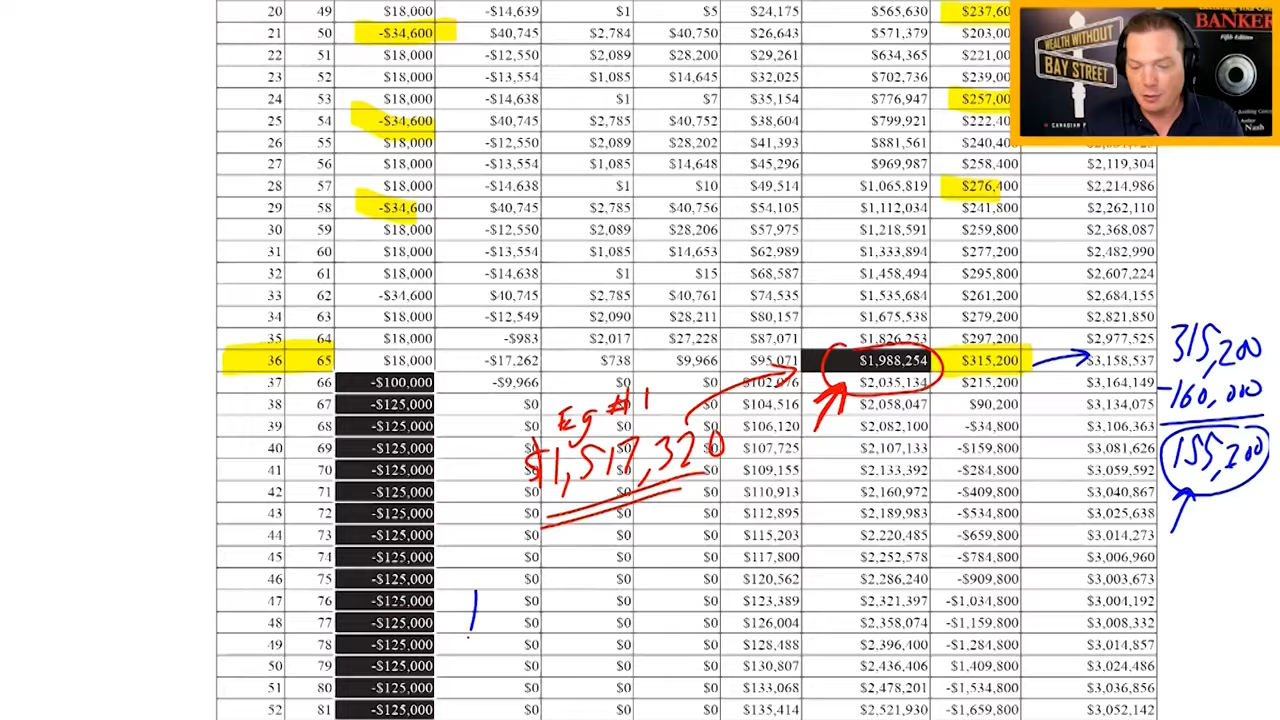 20 49 $18,000 -$14,639 $1 $5 $24,175 $565,630 $237,60
21 50 -$34,600 $40,745 $2,784 $40,750 $26,643 $571,379 $203,00
22 51 $18,000 -$12,550 $2,089 $28,200 $29,261 $634,365 $221,00
23 52 $18,000 -$13,554 $1,085 $14,645 $32,025 $702,736 $239,00
24 53 $18,000 -$14,638 $1 $7 $35,154 $776,947 $257,00
25 54 -$34,600 $40,745 $2,785 $40,752 $38,604 $799,921 $222,40
26 55 $18,000 -$12,550 $2,089 $28,202 $41,393 $881,561 $240,400
27 56 $18,000 -$13,554 $1,085 $14,648 $45,296 $969,987 $258,400 $2,119,304
28 57 $18,000 -$14,638 $1 $10 $49,514 $1,065,819 $276,400 $2,214,986
29 58 -$34,600 $40,745 $2,785 $40,756 $54,105 $1,112,034 $241,800 $2,262,110
30 59 $18,000 -$12,550 $2,089 $28,206 $57,975 $1,218,591 $259,800 $2,368,087
31 60 $18,000 -$13,554 $1,085 $14,653 $62,989 $1,333,894 $277,200 $2,482,990
32 61 $18,000 -$14,638 $1 $15 $68,587 $1,458,494 $295,800 $2,607,224
33 62 -$34,600 $40,745 $2,785 $40,761 $74,535 $1,535,684 $261,200 $2,684,155
34 63 $18,000 -$12,549 $2,090 $28,211 $80,157 $1,675,538 $279,200 $2,821,850
35 64 $18,000 -$983 $2,017 $27,228 $87,071 $1,826,253 $297,200 $2,977,525
36 65 $18,000 -$17,262 $738 $9,966 $95,071 $1,988,254 $315,200 $3,158,537
37 66 -$100,000 -$9,966 $0 $0 $102,076 $2,035,134 $215,200 $3,164,149
38 67 -$125,000 $0 $104,516 $2,058,047 $90,200 $3,134,075
39 68 -$125,000 $0 $0 $106,120 $2,082,100 -$34,800 $3,106,363
40 69 -$125,000 $0 $0 $0 $107,725 $2,107,133 -$159,800 $3,081,626
41 70 -$125,000 $0 $0 $0 $109,155 $2,133,392 -$284,800 $3,059,592
42 71 -$125,000 $0 $0 $0 $110,913 $2,160,972 -$409,800 $3,040,867
43 72 -$125,000 $0 $0 $0 $112,895 $2,189,983 -$534,800 $3,025,638
44 73 -$125,000 $0 $0 $0 $115,203 $2,220,485 -$659,800 $3,014,273
45 74 -$125,000 $0 $0 $0 $117,800 $2,252,578 -$784,800 $3,006,960
46 75 -$125,000 $0 $0 $0 $120,562 $2,286,240 -$909,800 $3,003,673
47 76 -$125,000 $0 $0 $0 $123,389 $2,321,397 -$1,034,800 $3,004,192
48 77 -$125,000 $0 $0 $0 $126,004 $2,358,074 -$1,159,800 $3,008,332
49 78 -$125,000 $0 $0 $0 $128,488 $2,396,400 -$1,284,800 $3,014,857
50 79 -$125,000 $0 $0 $0 $130,807 $2,436,406 $1,409,800 $3,024,486
51 80 -$125,000 $0 $0 $0 $133,068 $2,478,201 -$1,534,800 $3,036,856
52 81 -$125,000 $0 $0 $0 $135,414 $2,521,930 -$1,659,800 $3,052,142
Eg #1
$1,517,320
315,200
-160,000
155,200
WEALTH WITHOUT
BAY STREET
BANKER
Fifth Edition
Nash